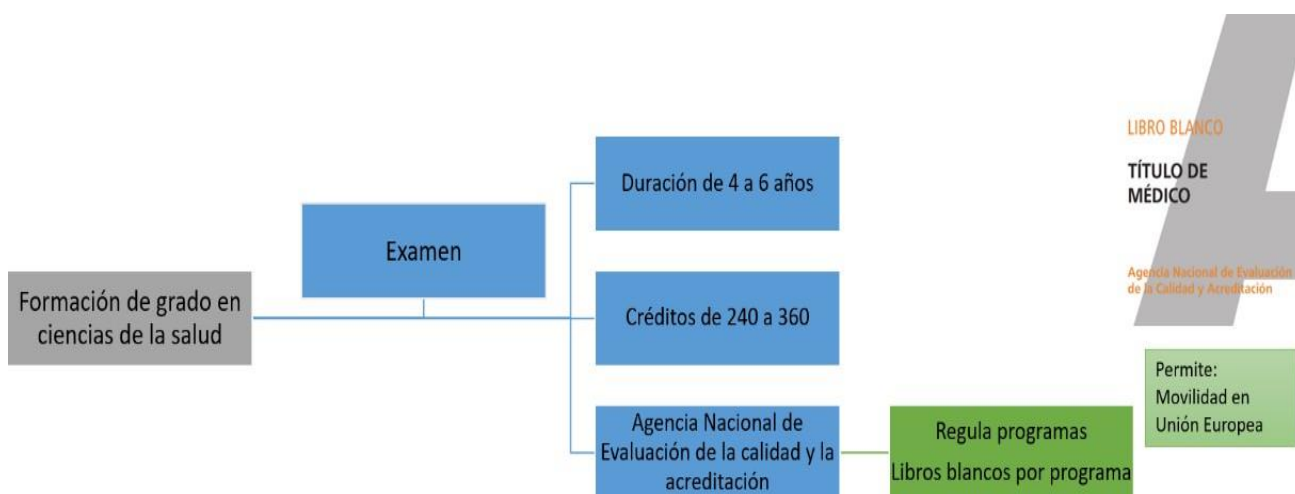 Formación de grado en
ciencias de la salud
Examen
Duración de 4 a 6 años
Créditos de 240 a 360
Agencia Nacional de
Evaluación de la calidad y la
acreditación
Regula programas
Libros blancos por programa
LIBRO BLANCO
TÍTULO DE
MÉDICO
Agencia Nacional de Evaluación
de la Calidad y Acreditación
Permite:
Movilidad en
Unión Europea